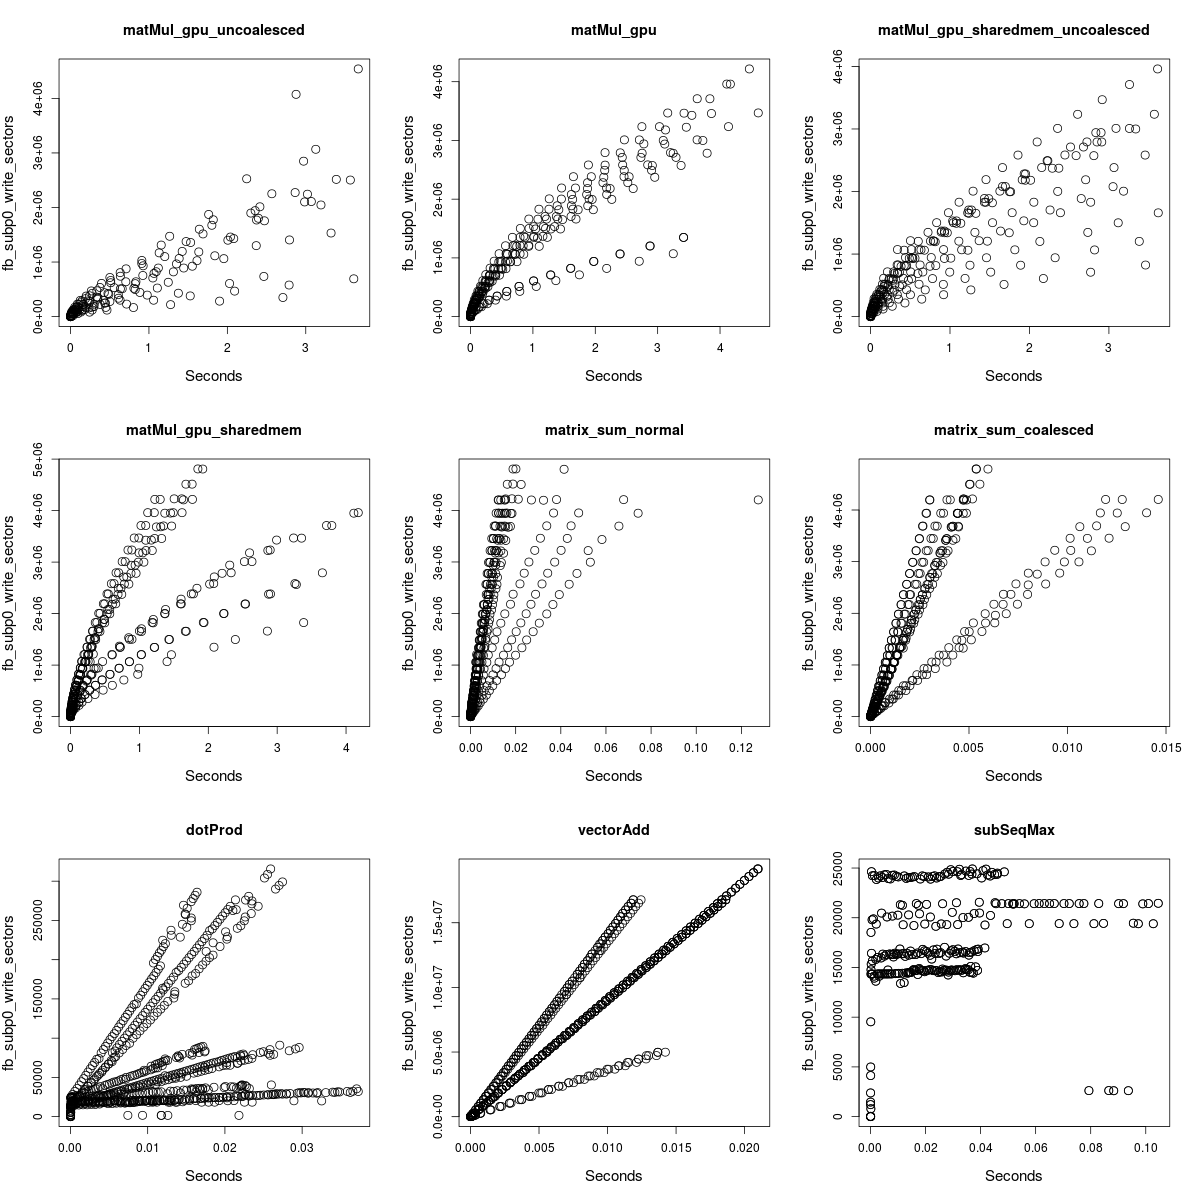 matMul_gpu_uncoalesced
fb_subp0_write_sectors
0e+00 1e+06 2e+06 3e+06 4e+06
0 1 2 3
Seconds
matMul_gpu
fb_subp0_write_sectors
0e+00 1e+06 2e+06 3e+06 4e+06
0 1 2 3 4
Seconds
matMul_gpu_sharedmem_uncoalesced
fb_subp0_write_sectors
0e+00 1e+06 2e+06 3e+06 4e+06
0 1 2 3
Seconds
matMul_gpu_sharedmem
fb_subp0_write_sectors
0e+00 1e+06 2e+06 3e+06 4e+06 5e+06
0 1 2 3 4
Seconds
matrix_sum_normal
fb_subp0_write_sectors
0e+00 1e+06 2e+06 3e+06 4e+06
0.00 0.02 0.04 0.06 0.08 0.10 0.12
Seconds
matrix_sum_coalesced
fb_subp0_write_sectors
0e+00 1e+06 2e+06 3e+06 4e+06
0.000 0.005 0.010 0.015
Seconds
dotProd
fb_subp0_write_sectors
0 50000 150000 250000
0.00 0.01 0.02 0.03
Seconds
vectorAdd
fb_subp0_write_sectors
0.0e+00 5.0e+06 1.0e+07 1.5e+07
0.000 0.005 0.010 0.015 0.020
Seconds
subSeqMax
fb_subp0_write_sectors
0 5000 10000 15000 20000 25000
0.00 0.02 0.04 0.06 0.08 0.10
Seconds